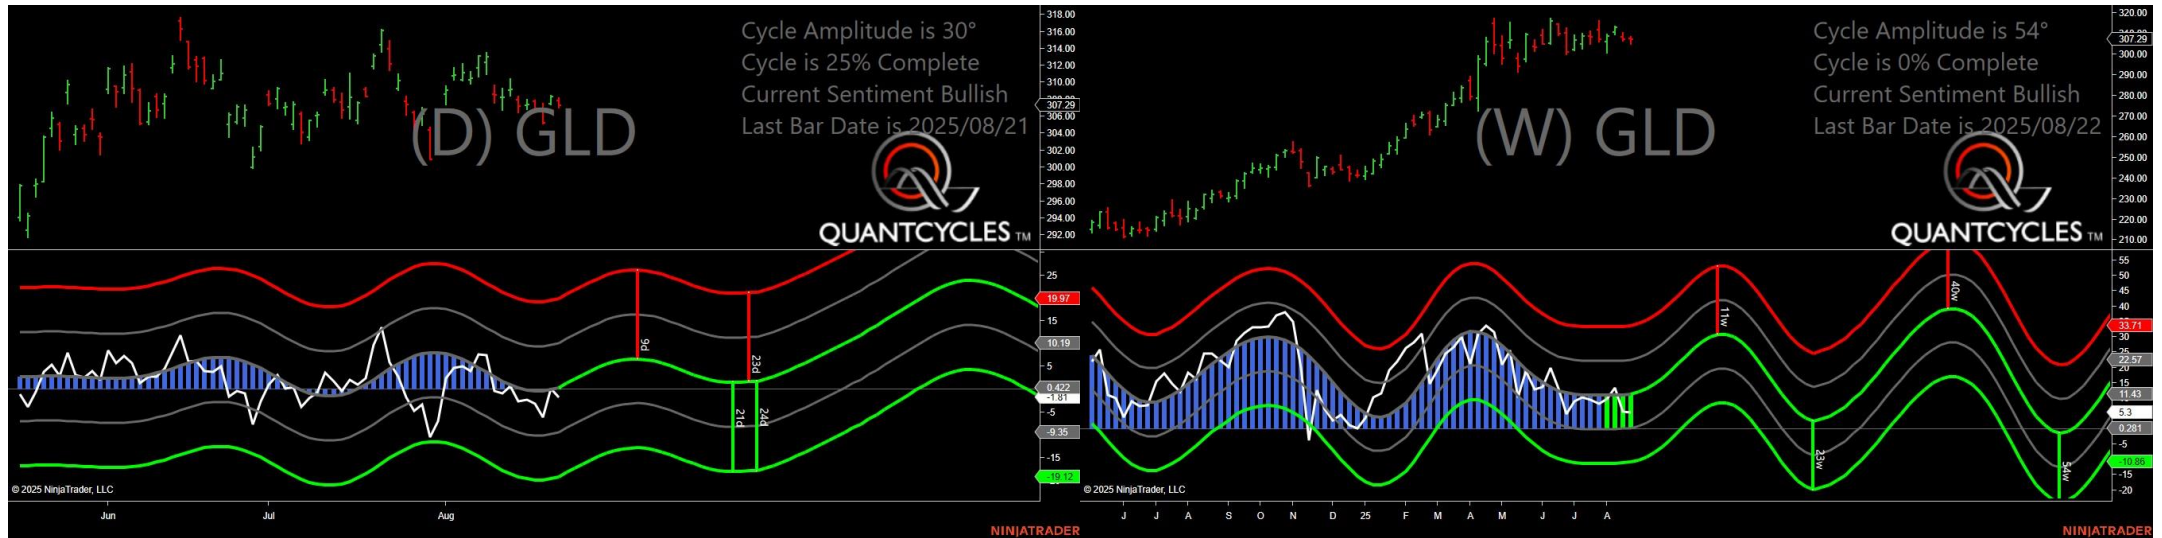 Cycle Amplitude is 30°
Cycle is 25% Complete
Current Sentiment Bullish
Last Bar Date is 2025/08/21
(D) GLD
QUANTCYCLES TM
318.00
316.00
314.00
312.00
310.00
307.29
306.00
304.00
302.00
300.00
298.00
296.00
294.00
292.00
25
19.97
15
10.19
5
0.422
-1.81
-5
-9.35
-15
-19.12
9d
23d
21d
24d
© 2025 NinjaTrader, LLC
Jun
Jul
Aug
NINJATRADER
Cycle Amplitude is 54°
Cycle is 0% Complete
Current Sentiment Bullish
Last Bar Date is 2025/08/22
(W) GLD
QUANTCYCLES TM
320.00
307.29
300.00
290.00
280.00
270.00
260.00
250.00
240.00
230.00
220.00
210.00
55
50
45
40
33.71
30
25
22.57
20
15
11.43
5.3
0.281
-5
-10.86
-15
-20
11w
40w
23w
54w
© 2025 NinjaTrader, LLC
J J A S O N D 25 F M A M J J A
NINJATRADER